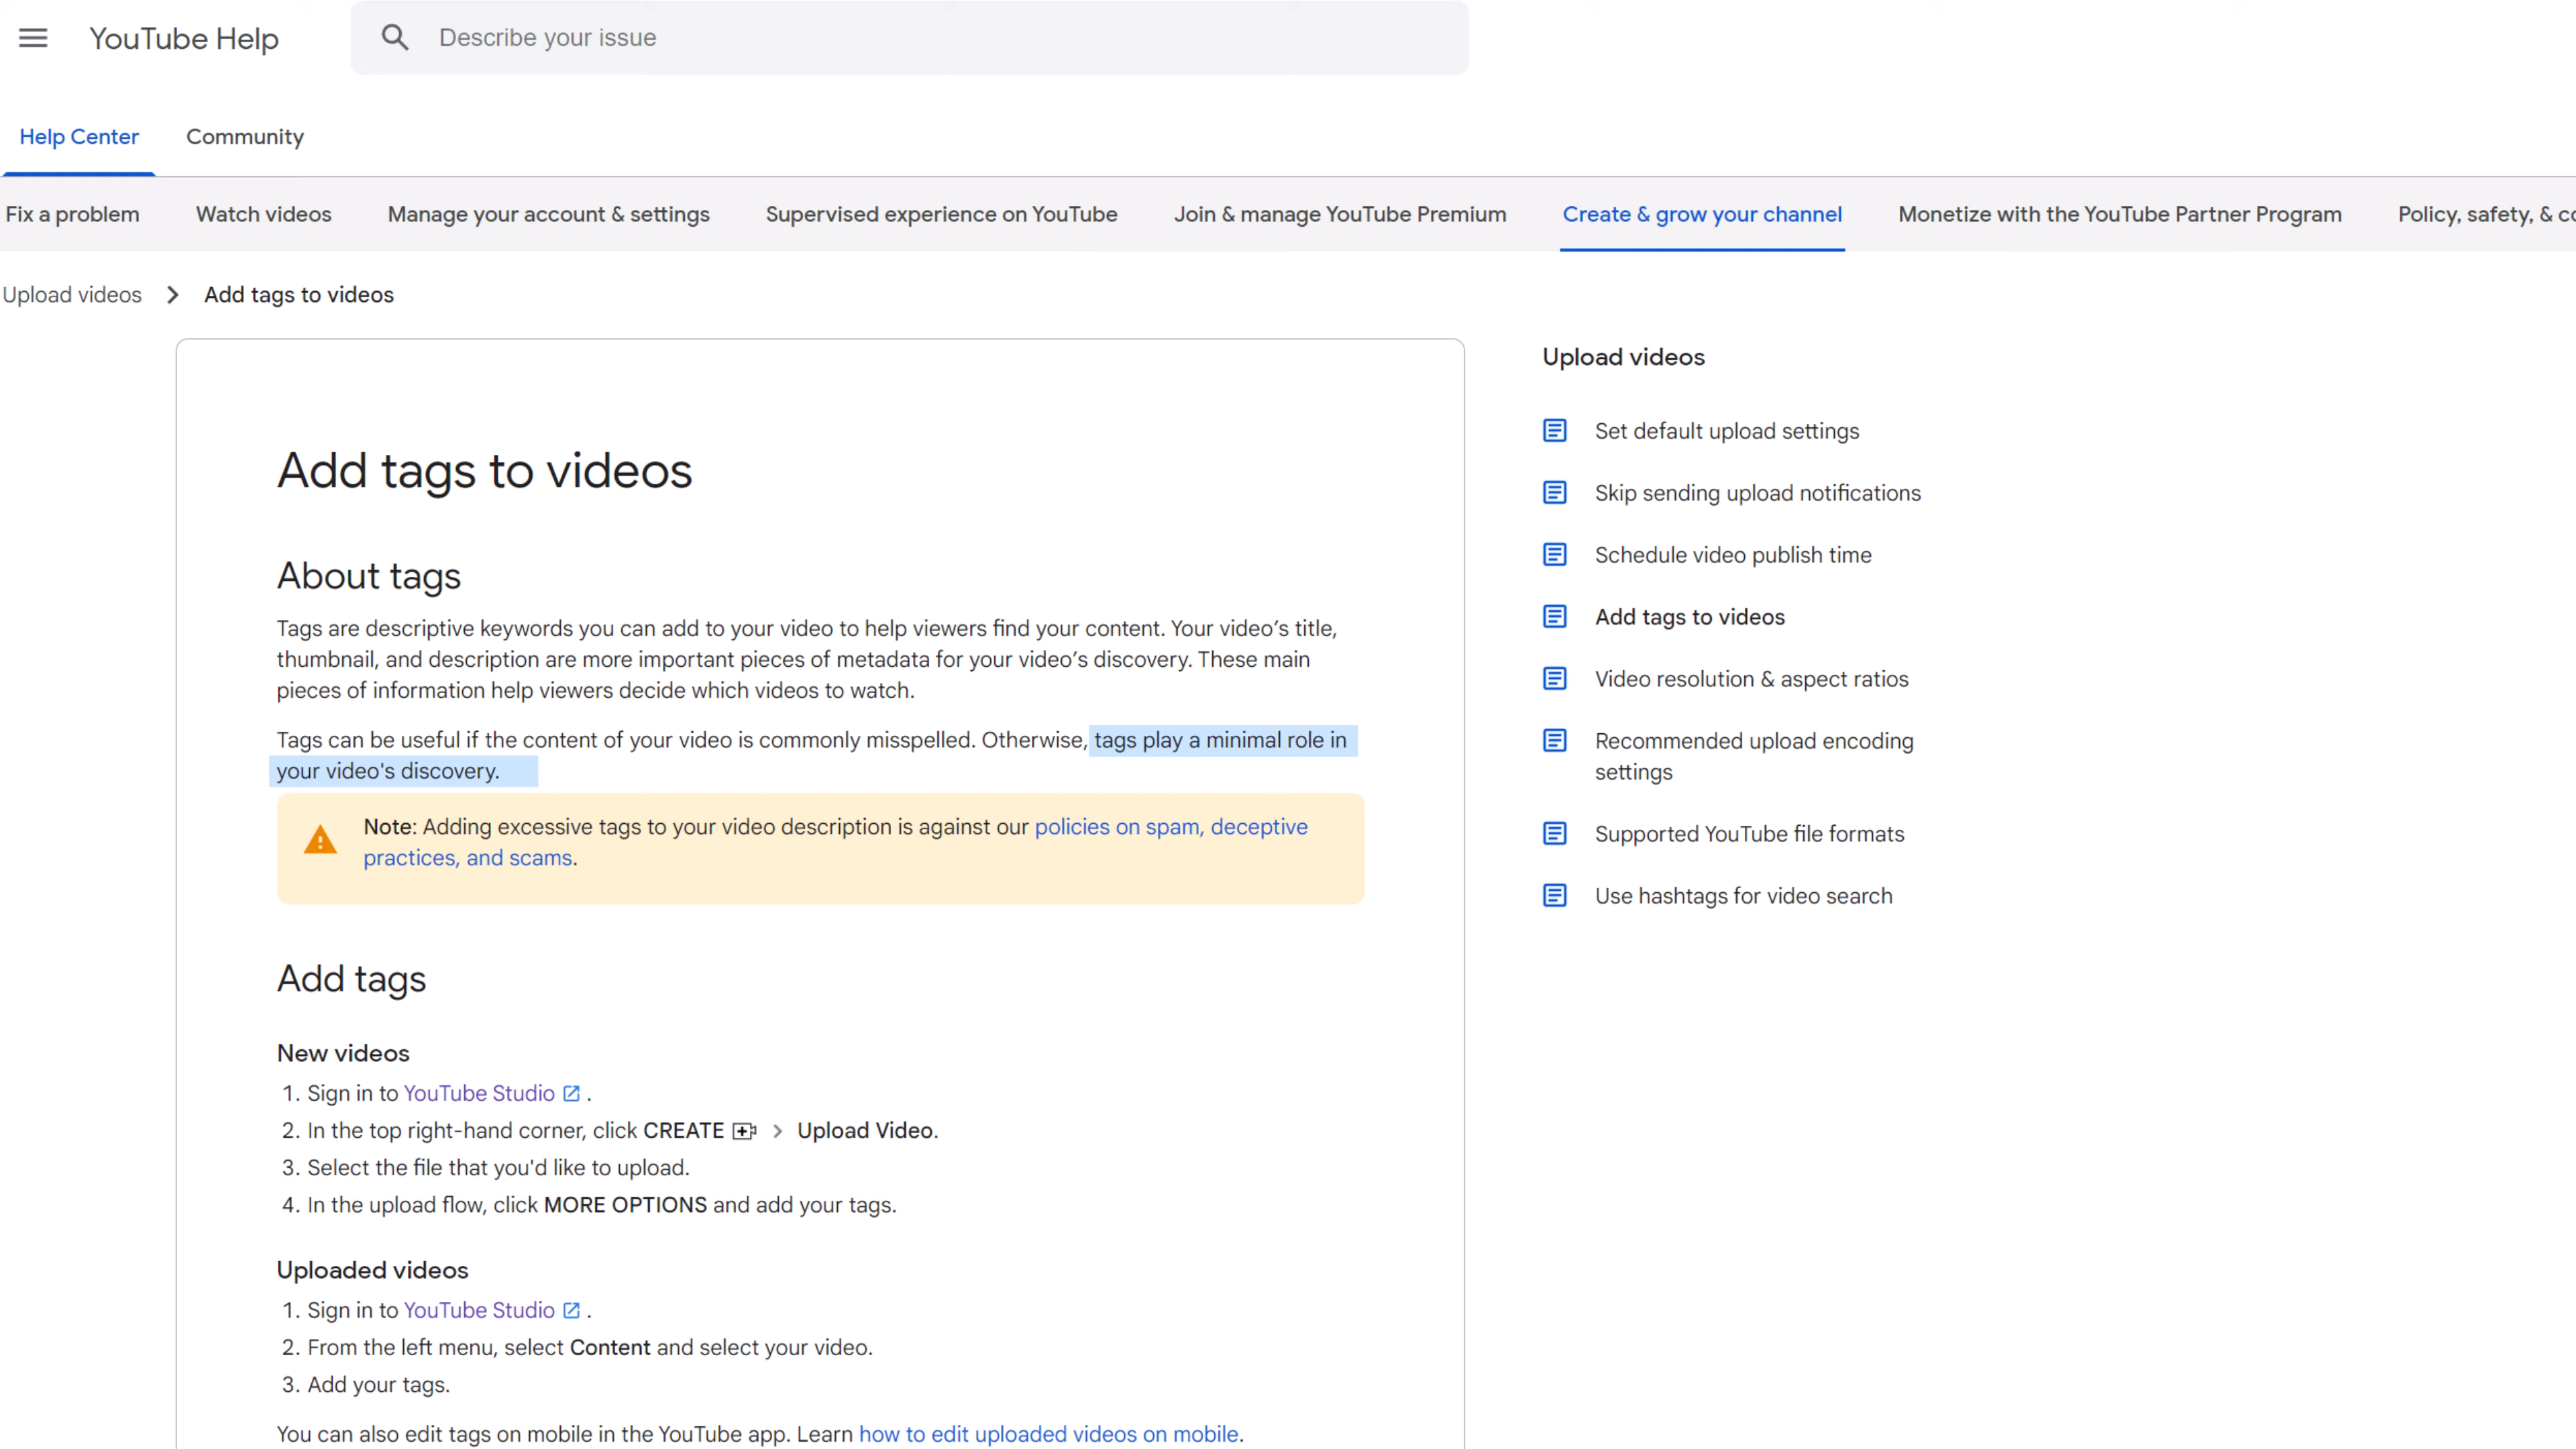 YouTube Help
Describe your issue
Help Center
Community
Fix a problem
Watch videos
Manage your account & settings
Supervised experience on YouTube
Join & manage YouTube Premium
Create & grow your channel
Monetize with the YouTube Partner Program
Policy, safety, &
Upload videos
Add tags to videos
Add tags to videos
About tags
Tags are descriptive keywords you can add to your video to help viewers find your content. Your video’s title,
thumbnail, and description are more important pieces of metadata for your video’s discovery. These main
pieces of information help viewers decide which videos to watch.
Tags can be useful if the content of your video is commonly misspelled. Otherwise, tags play a minimal role in
your video's discovery.
Note: Adding excessive tags to your video description is against our policies on spam, deceptive
practices, and scams.
Add tags
New videos
1. Sign in to YouTube Studio .
2. In the top right-hand corner, click CREATE > Upload Video.
3. Select the file that you'd like to upload.
4. In the upload flow, click MORE OPTIONS and add your tags.
Uploaded videos
1. Sign in to YouTube Studio .
2. From the left menu, select Content and select your video.
3. Add your tags.
You can also edit tags on mobile in the YouTube app. Learn how to edit uploaded videos on mobile.
Upload videos
Set default upload settings
Skip sending upload notifications
Schedule video publish time
Add tags to videos
Video resolution & aspect ratios
Recommended upload encoding
settings
Supported YouTube file formats
Use hashtags for video search